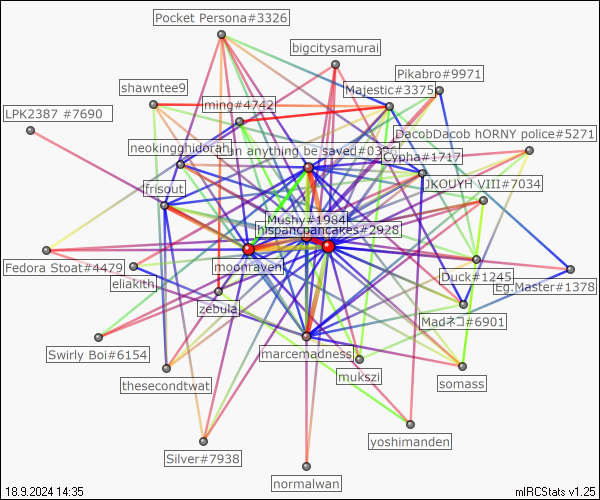 Pocket Persona#3326
bigcitysamurai
Pikabro#9971
shawntee9
Majestic#3375
ming#4742
LPK2387 #7690
DacobDacob hORNY police#5271
neokingghidorah
can anything be saved#0
Cypha#1717
frisout
JKOUYH VIII#7034
Mushy#1984
hispancpancakes#2928
Fedora Stoat#4479
moonraven
Duck#1245
eliakith
Eg.Master#1378
zebula
Madネコ#6901
Swirly Boi#6154
marcemadness
thesecondtwat
mukszi
somass
yoshimanden
Silver#7938
normalwan
18.9.2024 14:35
mIRCStats v1.25